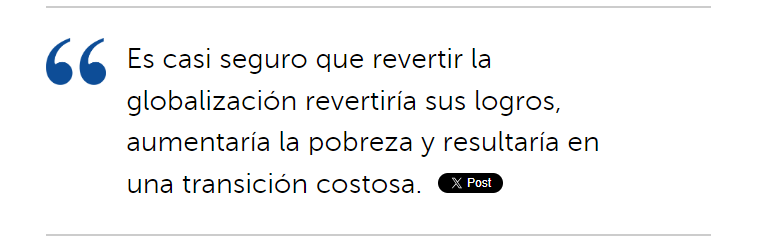 “
Es casi seguro que revertir la
globalización revertiría sus logros,
aumentaría la pobreza y resultaría en
una transición costosa. X Post